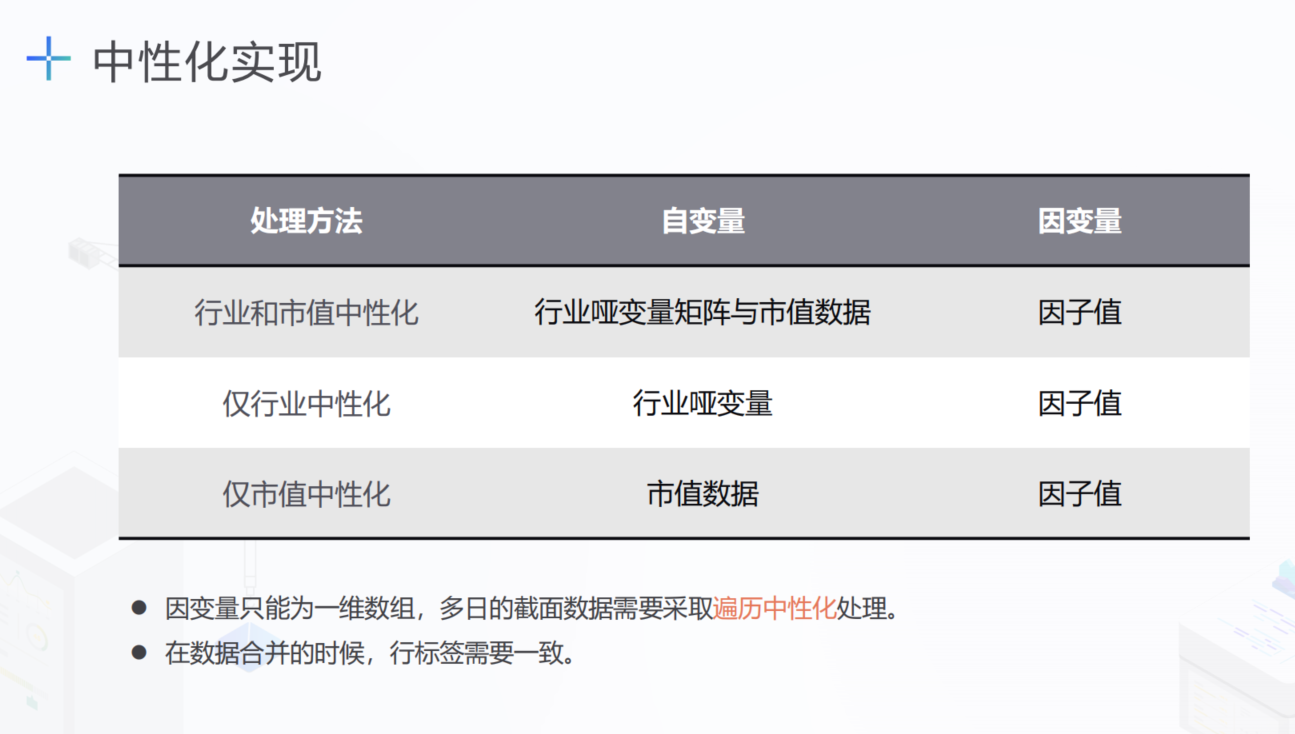 中性化实现
处理方法 自变量 因变量
行业和市值中性化 行业哑变量矩阵与市值数据 因子值
仅行业中性化 行业哑变量 因子值
仅市值中性化 市值数据 因子值
● 因变量只能为一维数组，多日的截面数据需要采取遍历中性化处理。
● 在数据合并的时候，行标签需要一致。